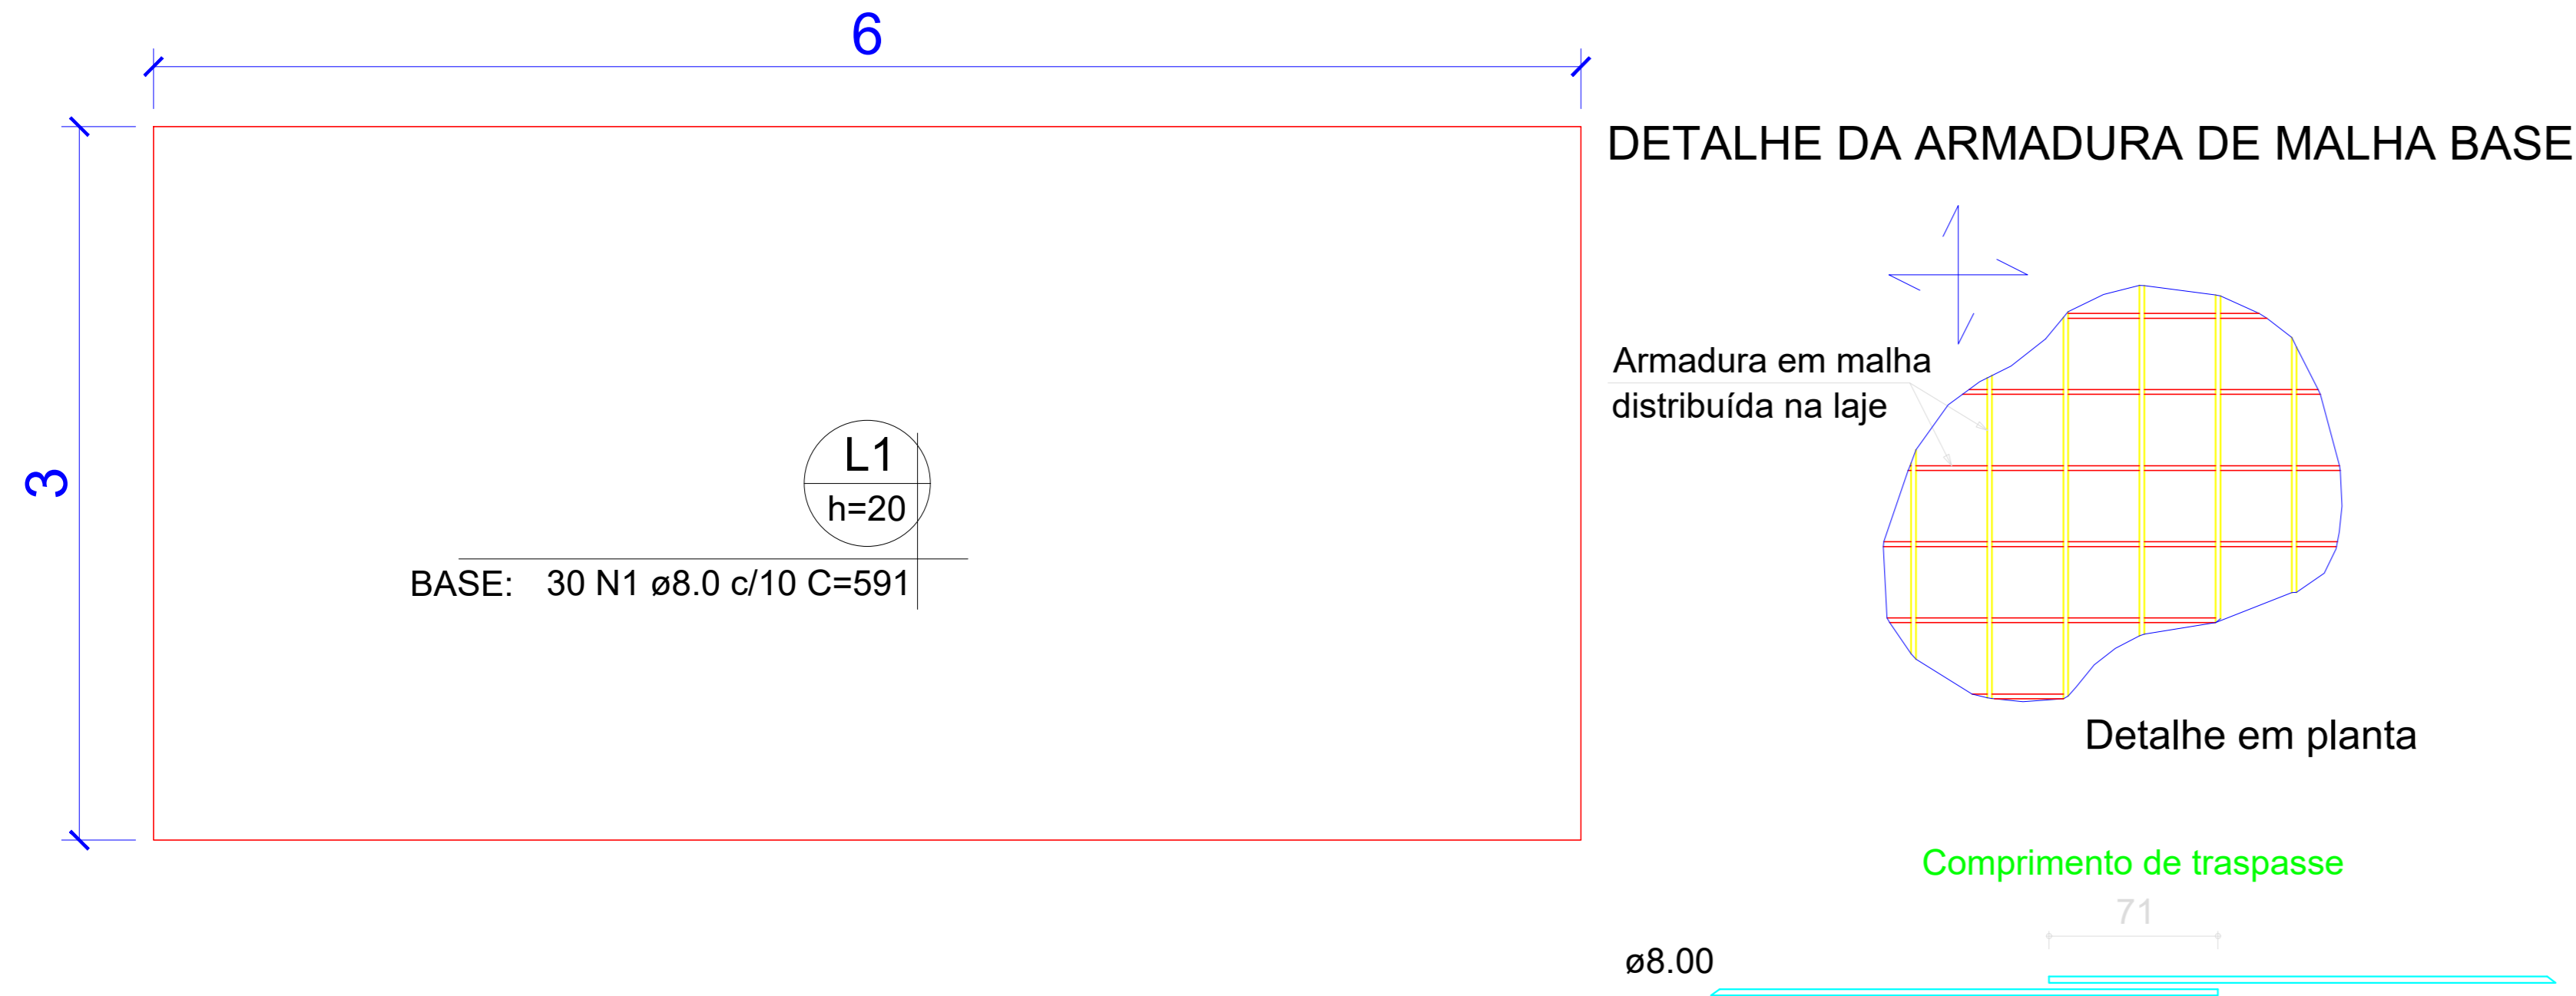 6
3
L1
h=20
BASE: 30 N1 ø8.0 c/10 C=591
DETALHE DA ARMADURA DE MALHA BASE
Armadura em malha
distribuída na laje
Detalhe em planta
Comprimento de traspasse
71
ø8.00